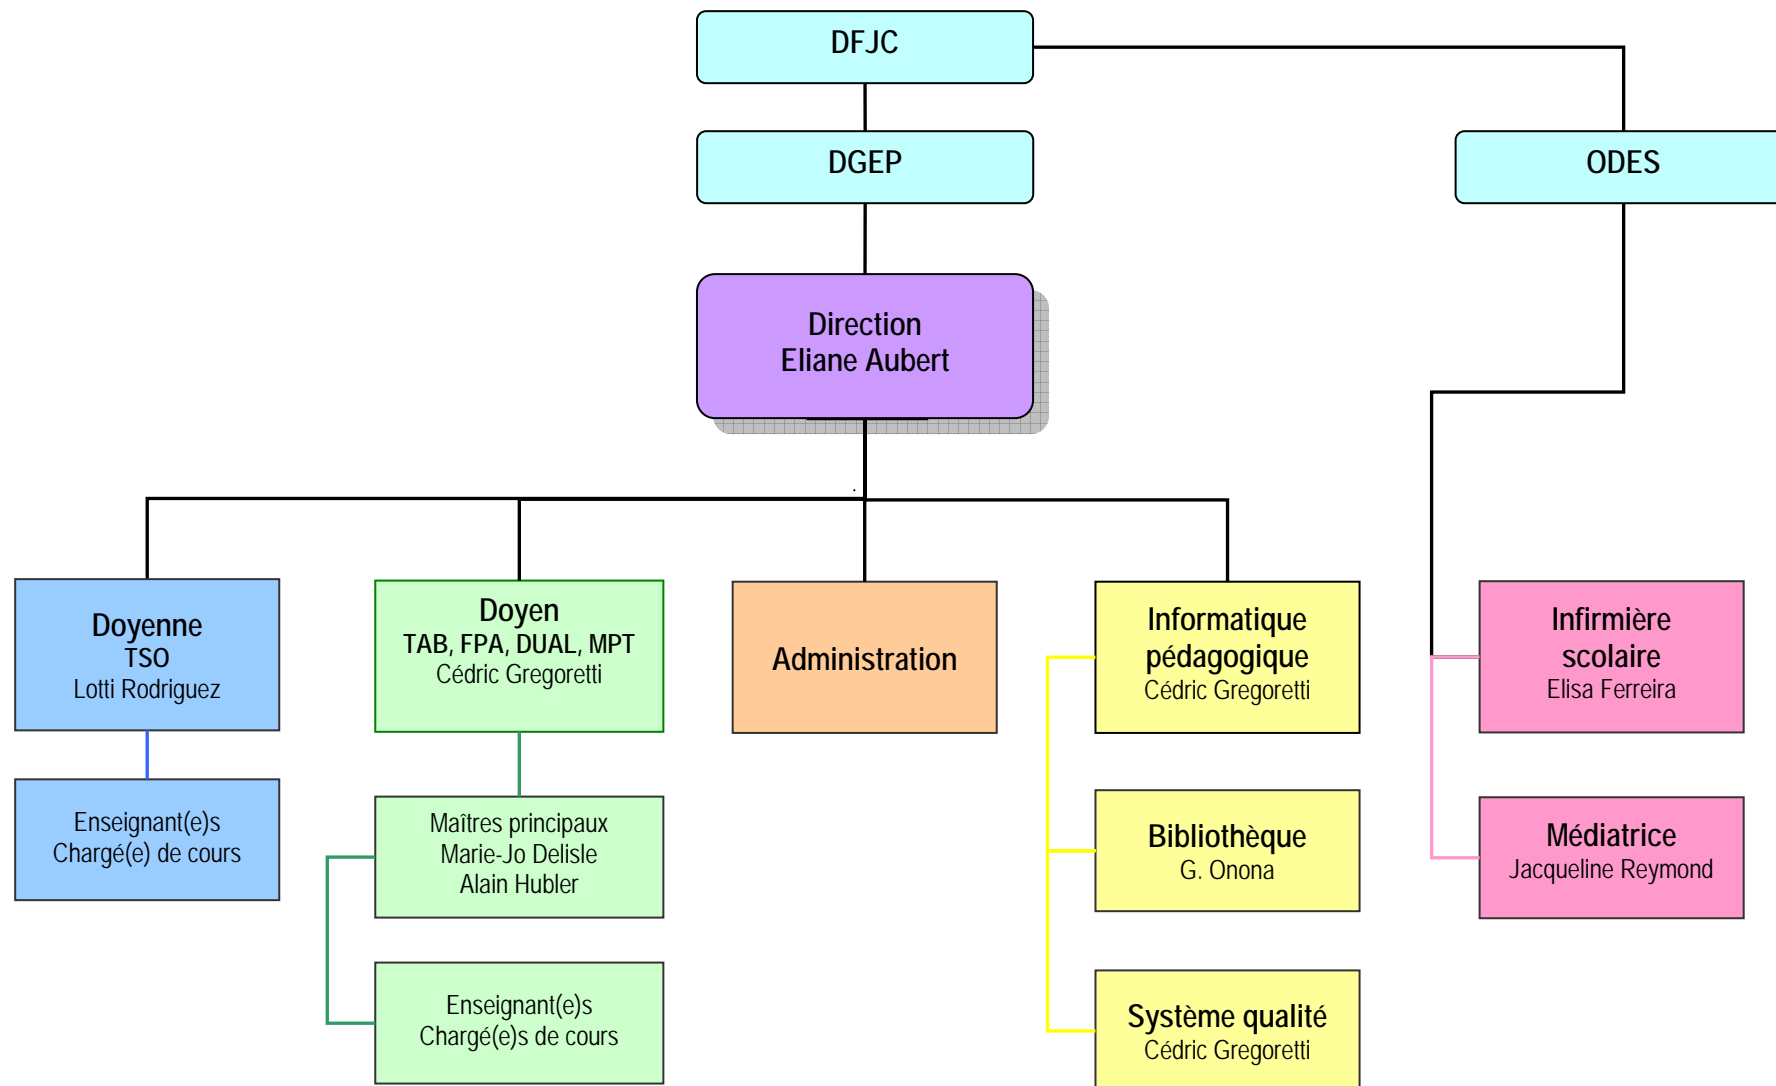 DFJC
DGEP
ODES
Direction
Eliane Aubert
Doyenne
TSO
Lotti Rodriguez
Doyen
TAB, FPA, DUAL, MPT
Cédric Gregoretti
Administration
Informatique
pédagogique
Cédric Gregoretti
Infirmière
scolaire
Elisa Ferreira
Enseignant(e)s
Chargé(e) de cours
Maîtres principaux
Marie-Jo Delisle
Alain Hubler
Bibliothèque
G. Onona
Médiatrice
Jacqueline Reymond
Enseignant(e)s
Chargé(e)s de cours
Système qualité
Cédric Gregoretti